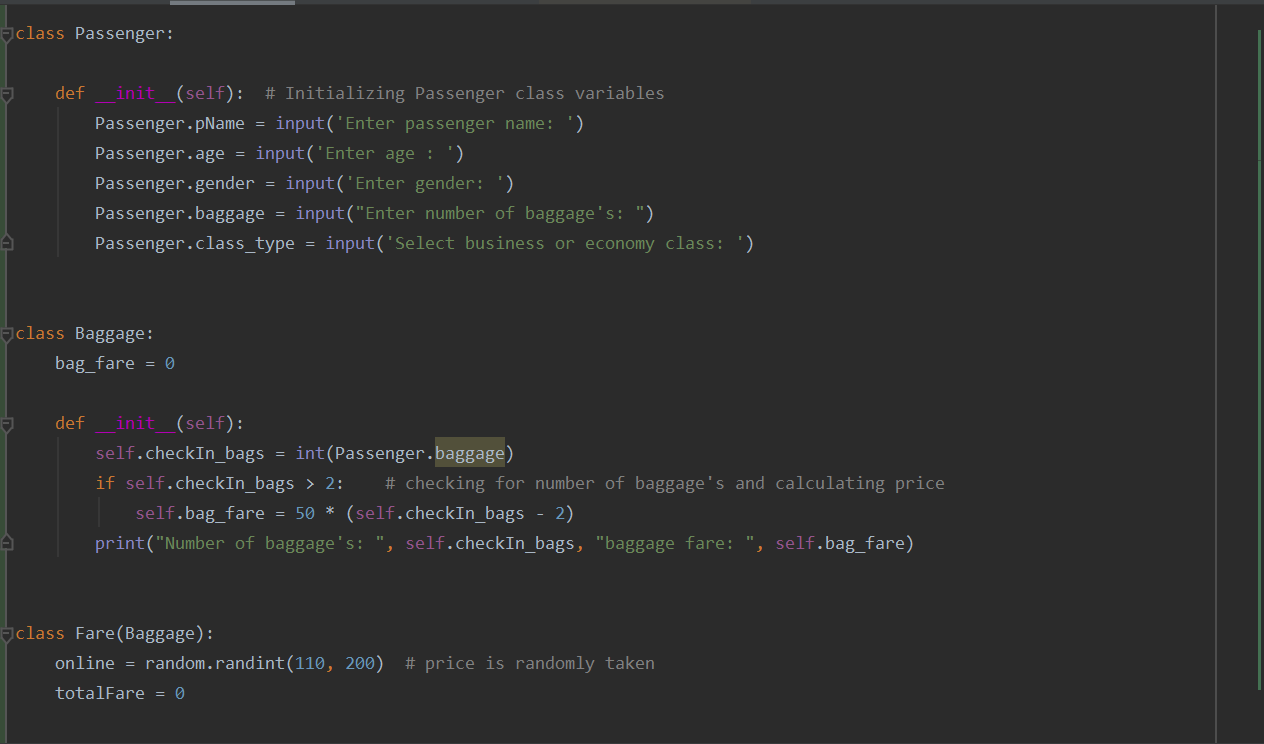 class Passenger:
    def __init__(self):  # Initializing Passenger class variables
        Passenger.pName = input('Enter passenger name: ')
        Passenger.age = input('Enter age : ')
        Passenger.gender = input('Enter gender: ')
        Passenger.baggage = input("Enter number of baggage's: ")
        Passenger.class_type = input('Select business or economy class: ')
class Baggage:
    bag_fare = 0
    def __init__(self):
        self.checkIn_bags = int(Passenger.baggage)
        if self.checkIn_bags > 2:    # checking for number of baggage's and calculating price
            self.bag_fare = 50 * (self.checkIn_bags - 2)
        print("Number of baggage's: ", self.checkIn_bags, "baggage fare: ", self.bag_fare)
class Fare(Baggage):
    online = random.randint(110, 200)  # price is randomly taken
    totalFare = 0